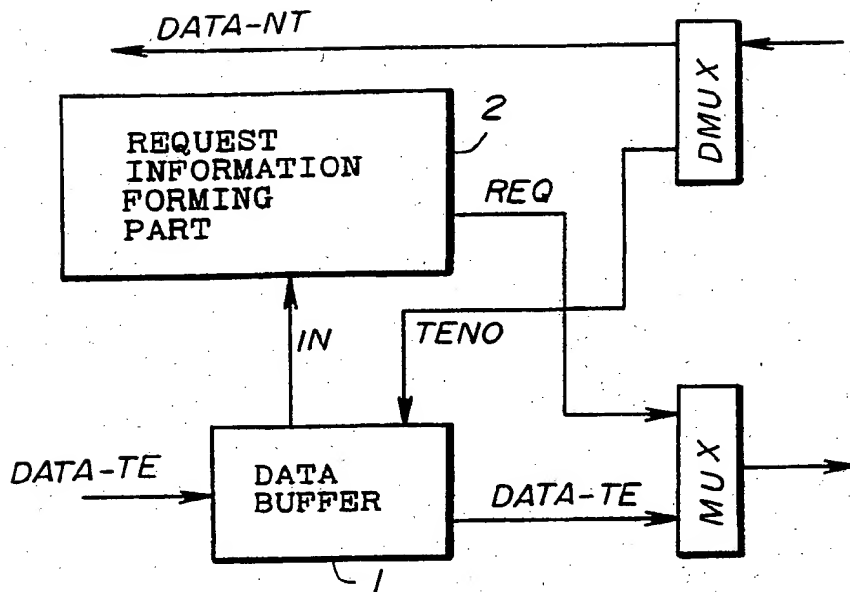 DATA-NT
DMUX
2
REQUEST
INFORMATION
FORMING
PART
REQ
IN
TENO
DATA-TE
DATA
BUFFER
DATA-TE
MUX
1